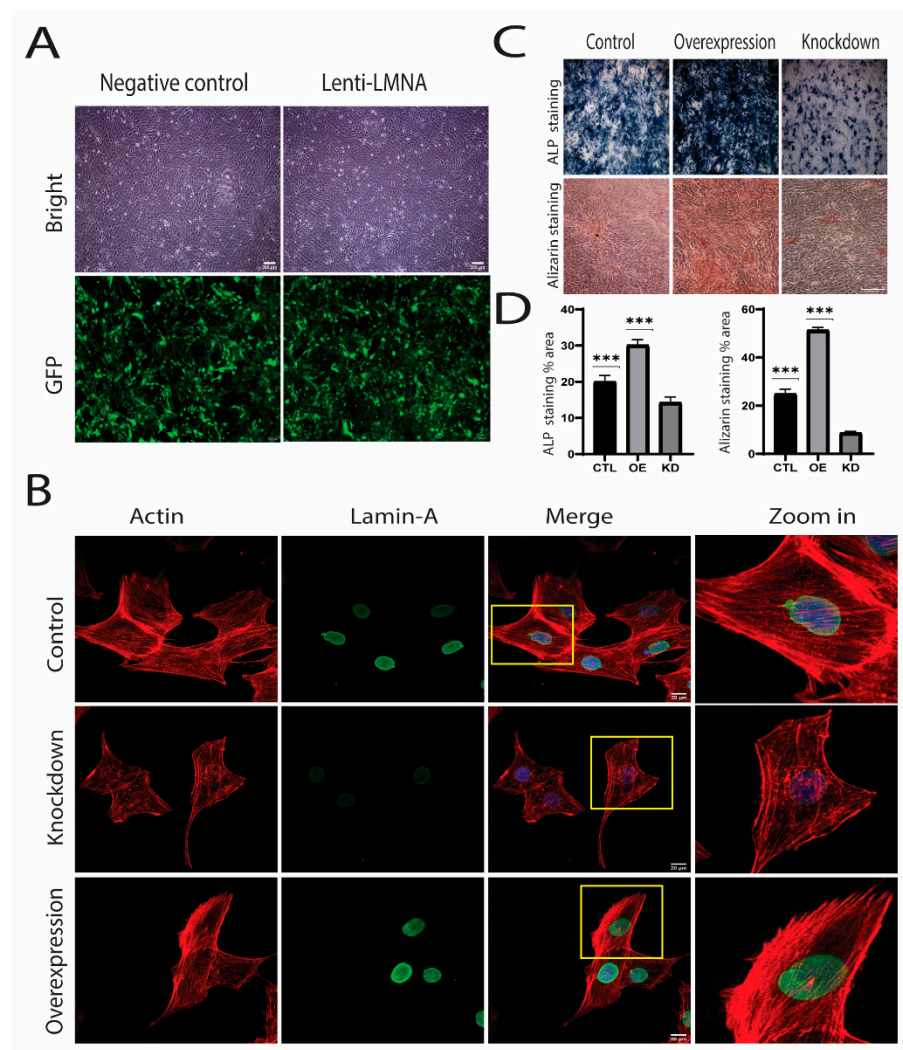 A
Negative control
Lenti-LMNA
Bright
GFP
C
Control
Overexpression
Knockdown
ALP staining
Alizarin staining
D
ALP staining % area
40
30
20
10
0
***
***
CTL
OE
KD
Alizarin staining % area
60
40
20
0
***
***
CTL
OE
KD
B
Actin
Lamin-A
Merge
Zoom in
Control
20 μm
Knockdown
20 μm
Overexpression